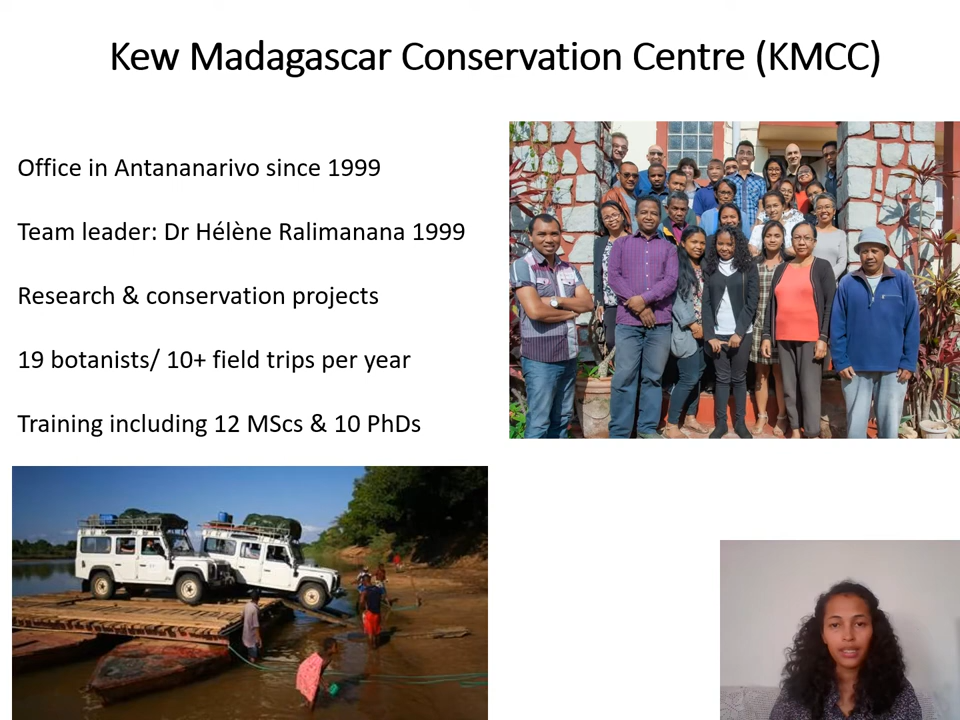 Kew Madagascar Conservation Centre (KMCC)
Office in Antananarivo since 1999
Team leader: Dr Hélène Ralimanana 1999
Research & conservation projects
19 botanists/ 10+ field trips per year
Training including 12 MScs & 10 PhDs